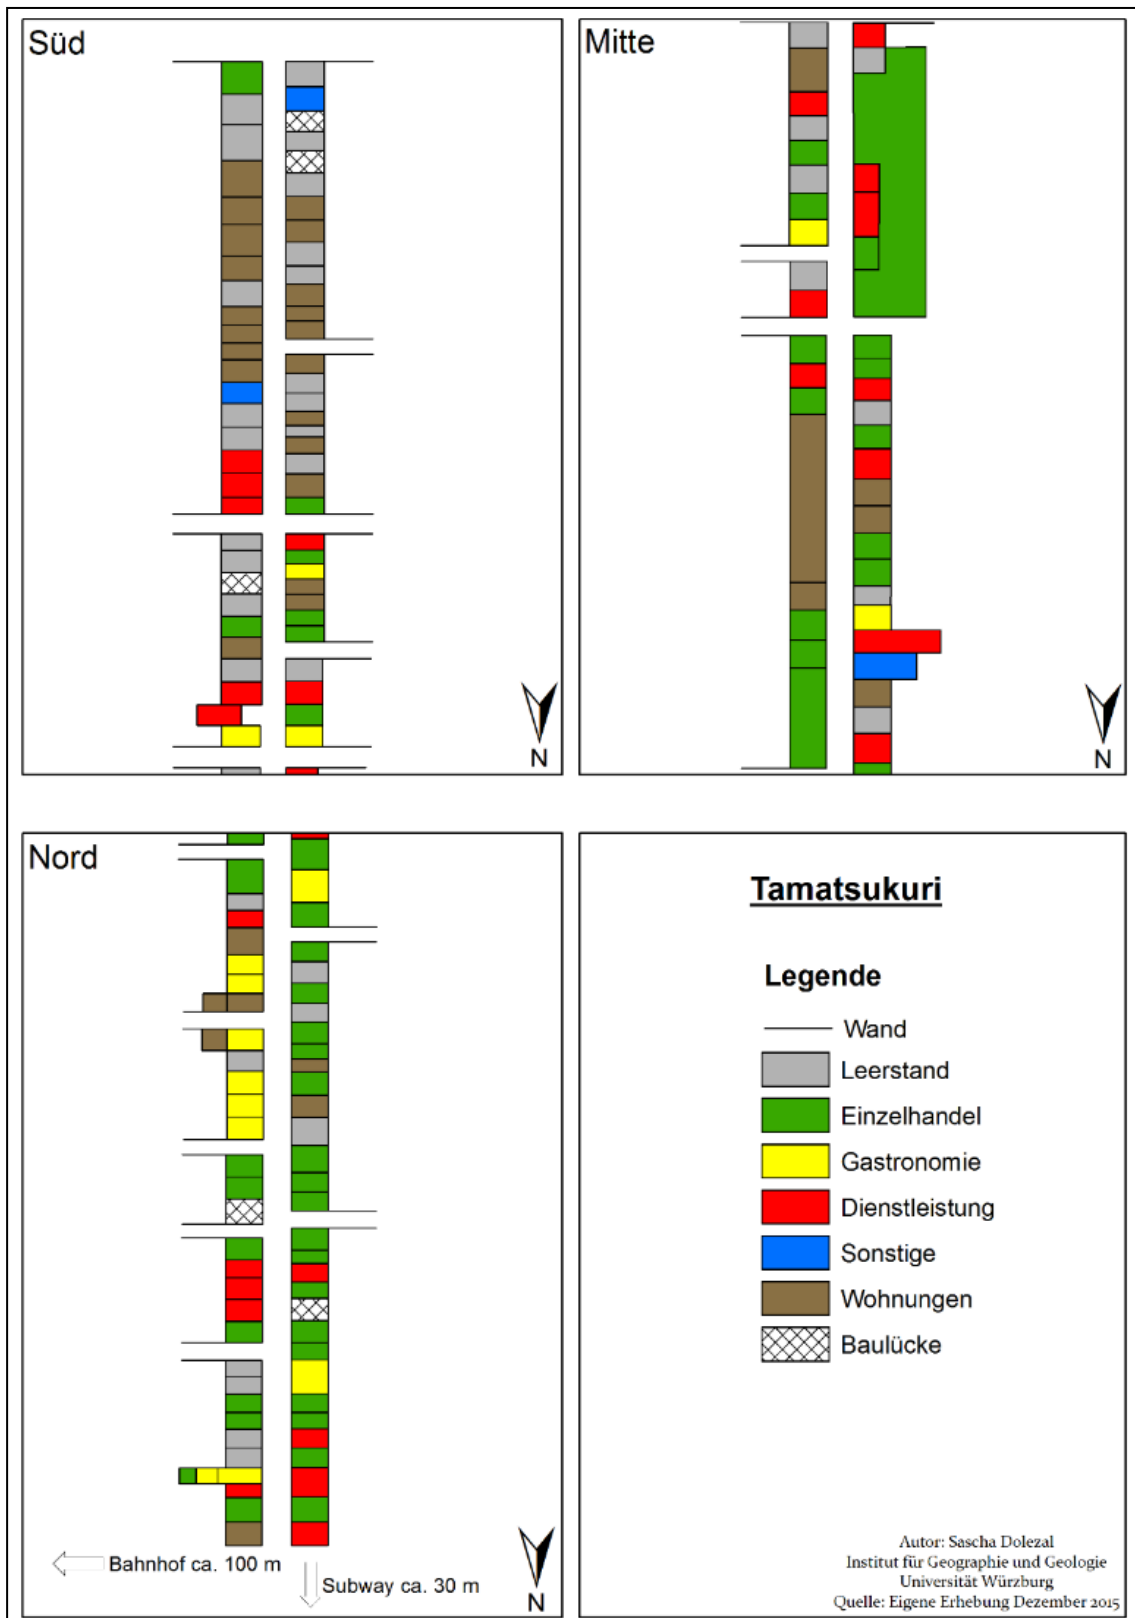 Süd
N
Mitte
N
Nord
Bahnhof ca. 100 m
Subway ca. 30 m
N
Tamatsukuri
Legende
Wand
Leerstand
Einzelhandel
Gastronomie
Dienstleistung
Sonstige
Wohnungen
Baulücke
Autor: Sascha Dolezal
Institut für Geographie und Geologie
Universität Würzburg
Quelle: Eigene Erhebung Dezember 2015